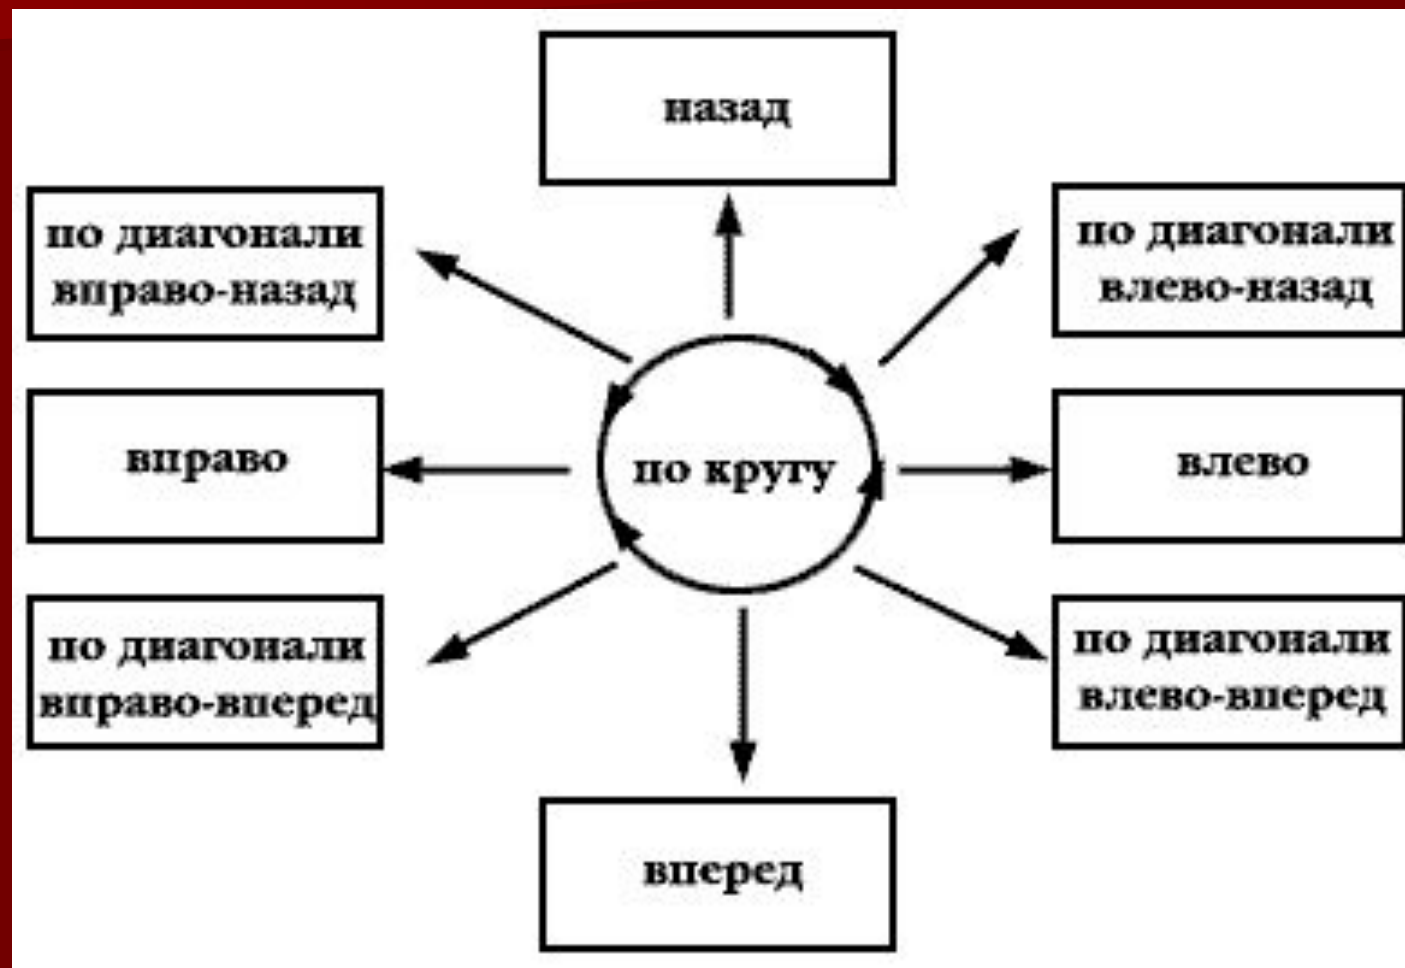 назад
по диагонали
вправо-назад
по диагонали
влево-назад
вправо
по кругу
влево
по диагонали
вправо-вперед
по диагонали
влево-вперед
вперед